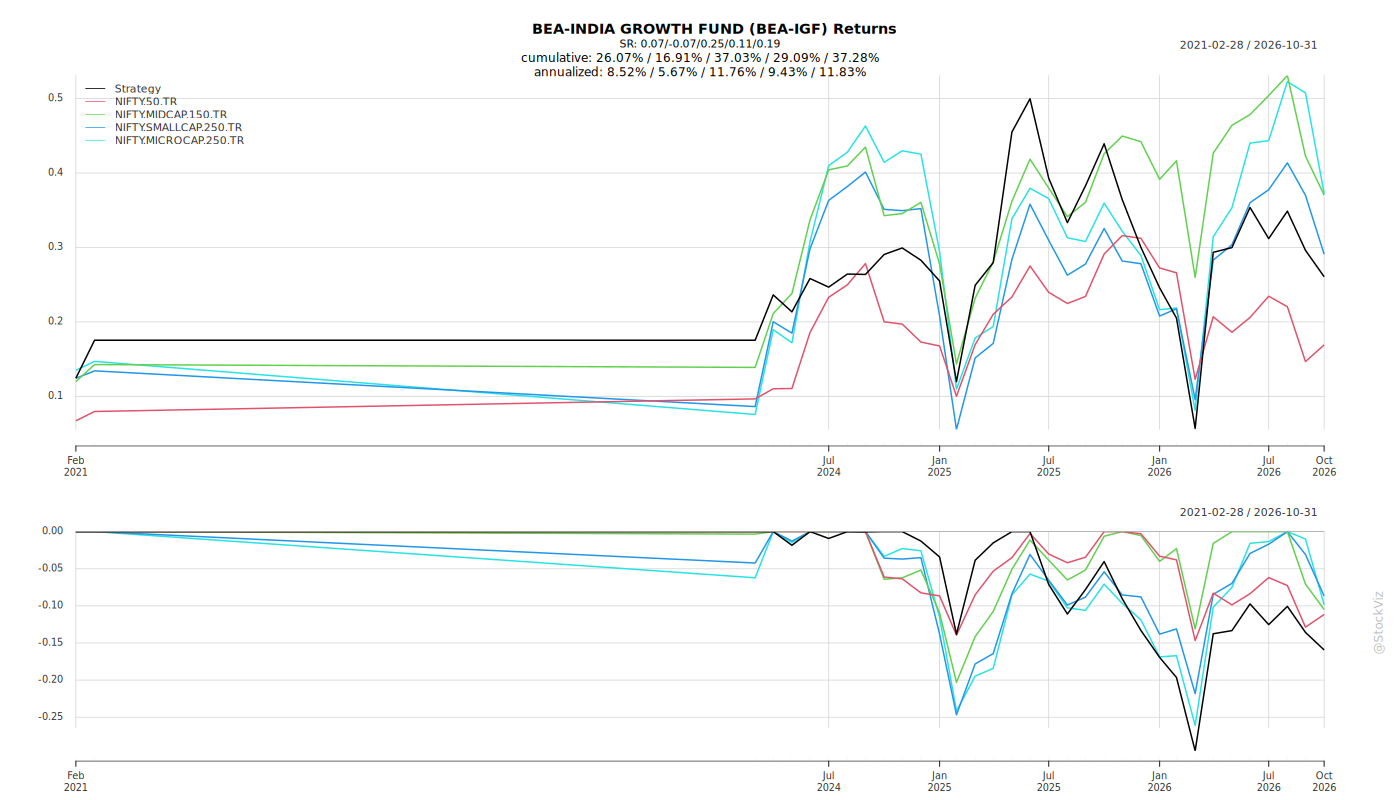 BEA-INDIA GROWTH FUND (BEA-IGF) Returns
SR: 0.07/-0.07/0.25/0.11/0.19
cumulative: 26.07% / 16.91% / 37.03% / 29.09% / 37.28%
annualized: 8.52% / 5.67% / 11.76% / 9.43% / 11.83%
2021-02-28 / 2026-10-31
Strategy
NIFTY.50.TR
NIFTY.MIDCAP.150.TR
NIFTY.SMALLCAP.250.TR
NIFTY.MICROCAP.250.TR
0.5
0.4
0.3
0.2
0.1
Feb 2021
Jul 2024
Jan 2025
Jul 2025
Jan 2026
Jul 2026
Oct 2026
2021-02-28 / 2026-10-31
0.00
-0.05
-0.10
-0.15
-0.20
-0.25
Feb 2021
Jul 2024
Jan 2025
Jul 2025
Jan 2026
Jul 2026
Oct 2026
@StockViz